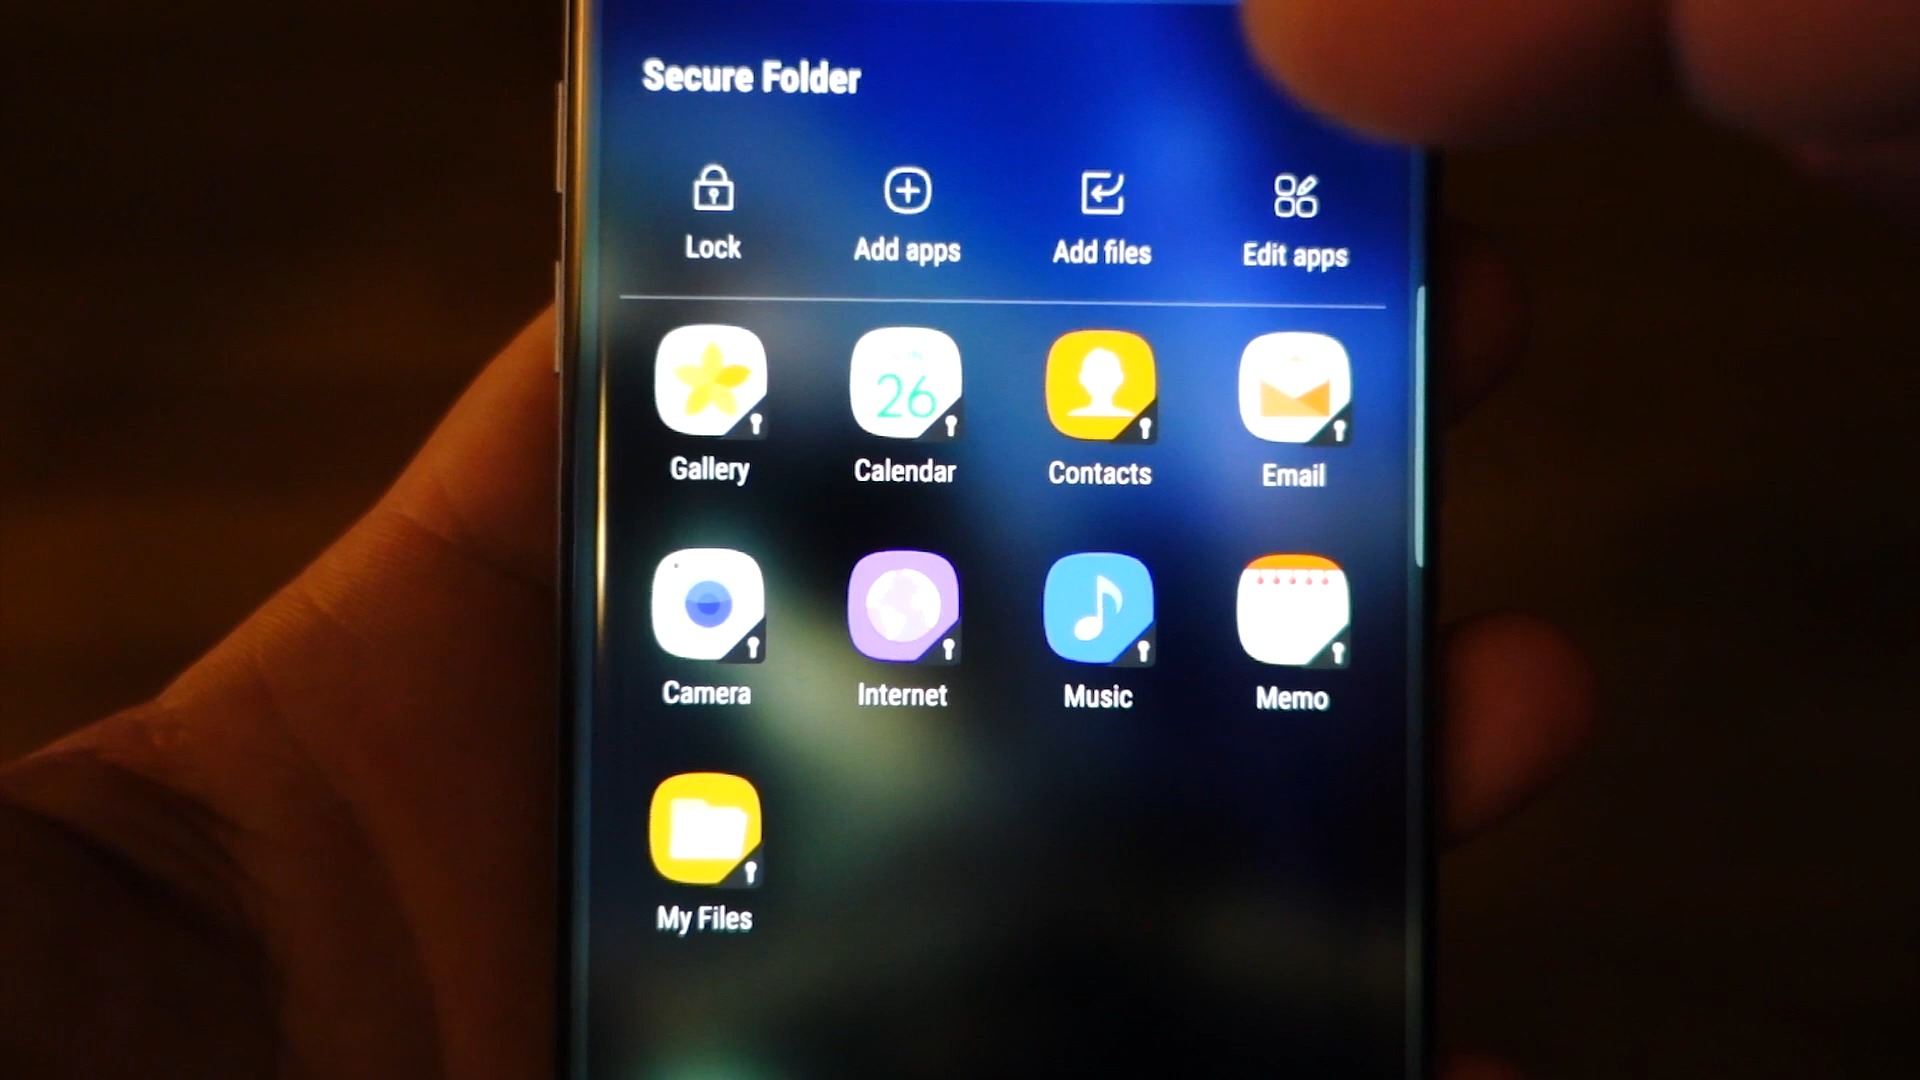 Secure Folder
Lock Add apps Add files Edit apps
26
Gallery Calendar Contacts Email
Camera Internet Music Memo
My Files